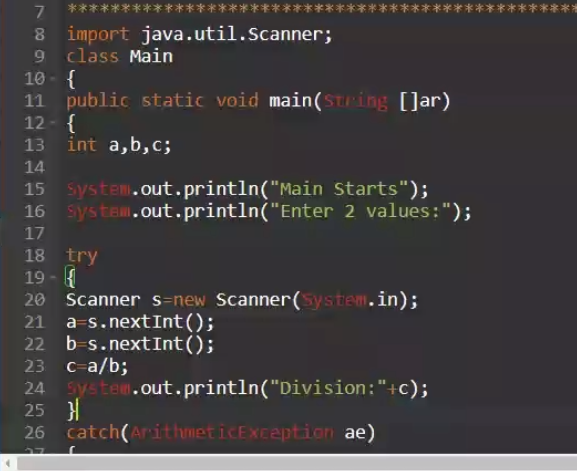 7 ************************************************
8 import java.util.Scanner;
9 class Main
10 {
11 public static void main(String []ar)
12 {
13 int a,b,c;
14
15 System.out.println("Main Starts");
16 System.out.println("Enter 2 values:");
17
18 try
19 {
20 Scanner s=new Scanner(System.in);
21 a=s.nextInt();
22 b=s.nextInt();
23 c=a/b;
24 System.out.println("Division:"+c);
25 }
26 catch(ArithmeticException ae)
27 {